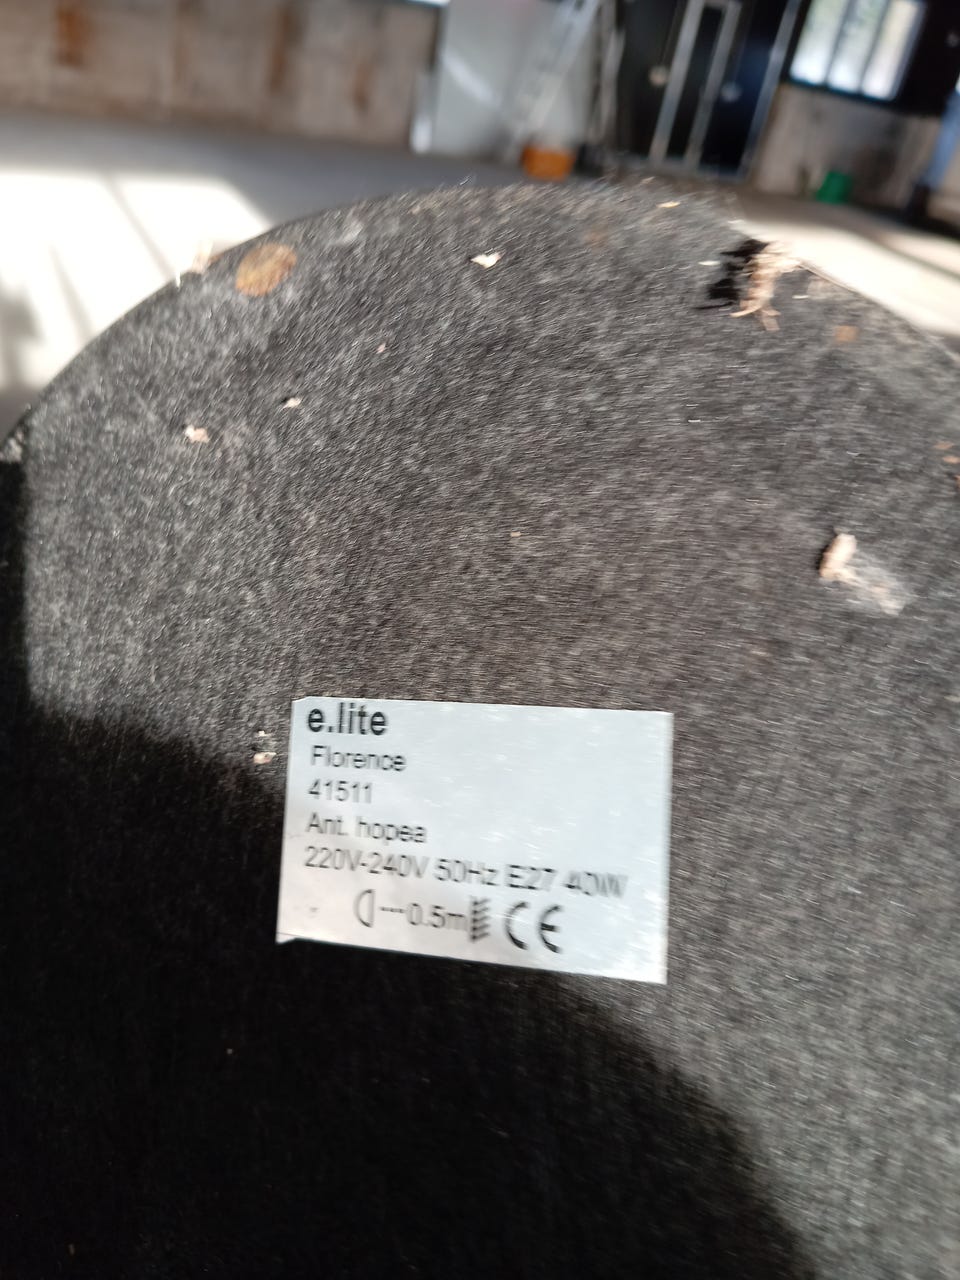 e.lite
Florence
41511
Ant. hopea
220V-240V 50Hz E27 40W
0.5m CE